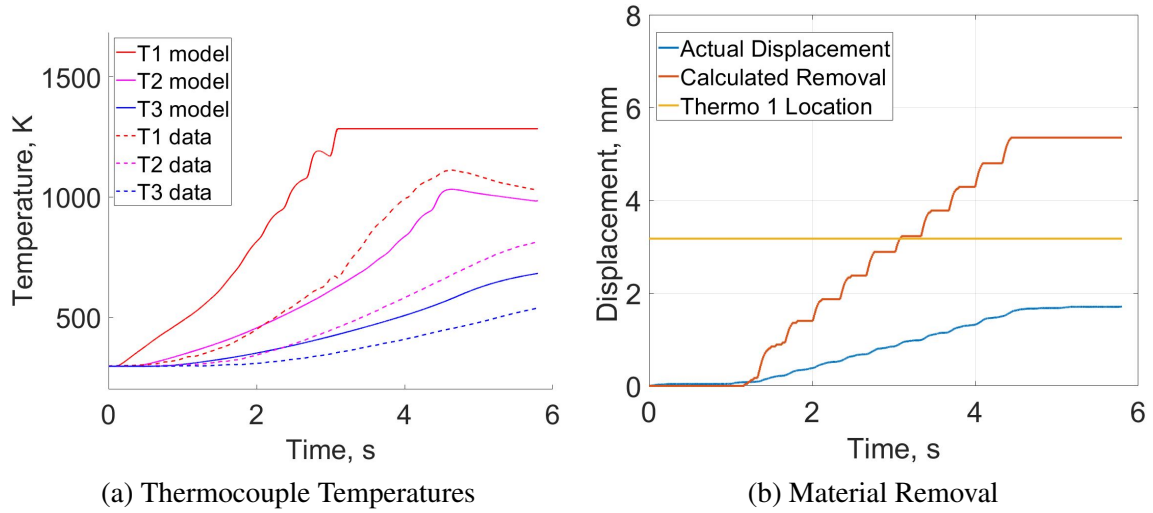 T1 model
T2 model
T3 model
T1 data
T2 data
T3 data
1500
1000
500
Temperature, K
0 2 4 6
Time, s
(a) Thermocouple Temperatures
Actual Displacement
Calculated Removal
Thermo 1 Location
8
6
4
2
0
Displacement, mm
0 2 4 6
Time, s
(b) Material Removal